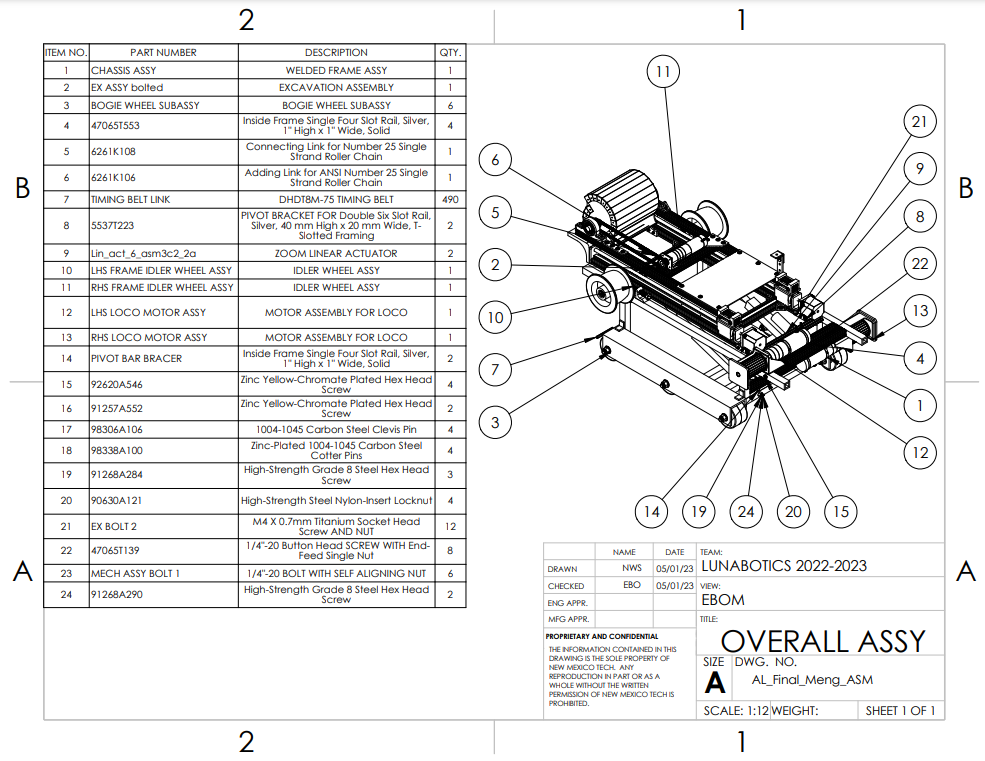 2 1
ITEM NO. PART NUMBER DESCRIPTION QTY.
1 CHASSIS ASSY WELDED FRAME ASSY 1
2 EX ASSY bolted EXCAVATION ASSEMBLY 1
3 BOGIE WHEEL SUBASSY BOGIE WHEEL SUBASSY 6
4 47065T553 Inside Frame Single Four Slot Rail, Silver,
1" High x 1" Wide, Solid 4
5 6261K108 Connecting Link for Number 25 Single
Strand Roller Chain 1
6 6261K106 Adding Link for ANSI Number 25 Single
Strand Roller Chain 1
7 TIMING BELT LINK DHDT8M-75 TIMING BELT 490
8 5537T223 PIVOT BRACKET FOR Double Six Slot Rail,
Silver, 40 mm High x 20 mm Wide, T-
Slotted Framing 2
9 Lin_act_6_asm3c2_2a ZOOM LINEAR ACTUATOR 2
10 LHS FRAME IDLER WHEEL ASSY IDLER WHEEL ASSY 1
11 RHS FRAME IDLER WHEEL ASSY IDLER WHEEL ASSY 1
12 LHS LOCO MOTOR ASSY MOTOR ASSEMBLY FOR LOCO 1
13 RHS LOCO MOTOR ASSY MOTOR ASSEMBLY FOR LOCO 1
14 PIVOT BAR BRACER Inside Frame Single Four Slot Rail, Silver,
1" High x 1" Wide, Solid 2
15 92620A546 Zinc Yellow-Chromate Plated Hex Head
Screw 4
16 91257A552 Zinc Yellow-Chromate Plated Hex Head
Screw 2
17 98306A106 1004-1045 Carbon Steel Clevis Pin 4
18 98338A100 Zinc-Plated 1004-1045 Carbon Steel
Cotter Pins 4
19 91268A284 High-Strength Grade 8 Steel Hex Head
Screw 3
20 90630A121 High-Strength Steel Nylon-Insert Locknut 4
21 EX BOLT 2 M4 X 0.7mm Titanium Socket Head
Screw AND NUT 12
22 47065T139 1/4"-20 Button Head SCREW WITH End-
Feed Single Nut 8
23 MECH ASSY BOLT 1 1/4"-20 BOLT WITH SELF ALIGNING NUT 6
24 91268A290 High-Strength Grade 8 Steel Hex Head
Screw 2
B
A
11
6
5
2
10
7
3
21
9
8
22
13
4
1
12
14 19 24 20 15
B
A
NAME DATE
DRAWN NWS 05/01/23
CHECKED EBO 05/01/23
ENG APPR.
MFG APPR.
PROPRIETARY AND CONFIDENTIAL
THE INFORMATION CONTAINED IN THIS
DRAWING IS THE SOLE PROPERTY OF
NEW MEXICO TECH. ANY
REPRODUCTION IN PART OR AS A
WHOLE WITHOUT THE WRITTEN
PERMISSION OF NEW MEXICO TECH IS
PROHIBITED.
TEAM:
LUNABOTICS 2022-2023
VIEW:
EBOM
TITLE:
OVERALL ASSY
SIZE DWG. NO.
A AL_Final_Meng_ASM
SCALE: 1:12 WEIGHT: SHEET 1 OF 1
2 1